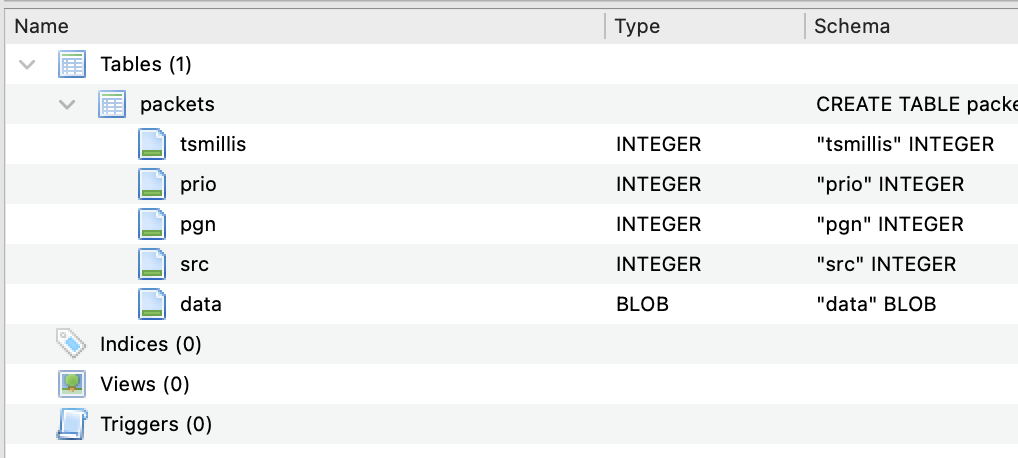 Name Type Schema
Tables (1)
packets CREATE TABLE packe
tsmillis INTEGER "tsmillis" INTEGER
prio INTEGER "prio" INTEGER
pgn INTEGER "pgn" INTEGER
src INTEGER "src" INTEGER
data BLOB "data" BLOB
Indices (0)
Views (0)
Triggers (0)